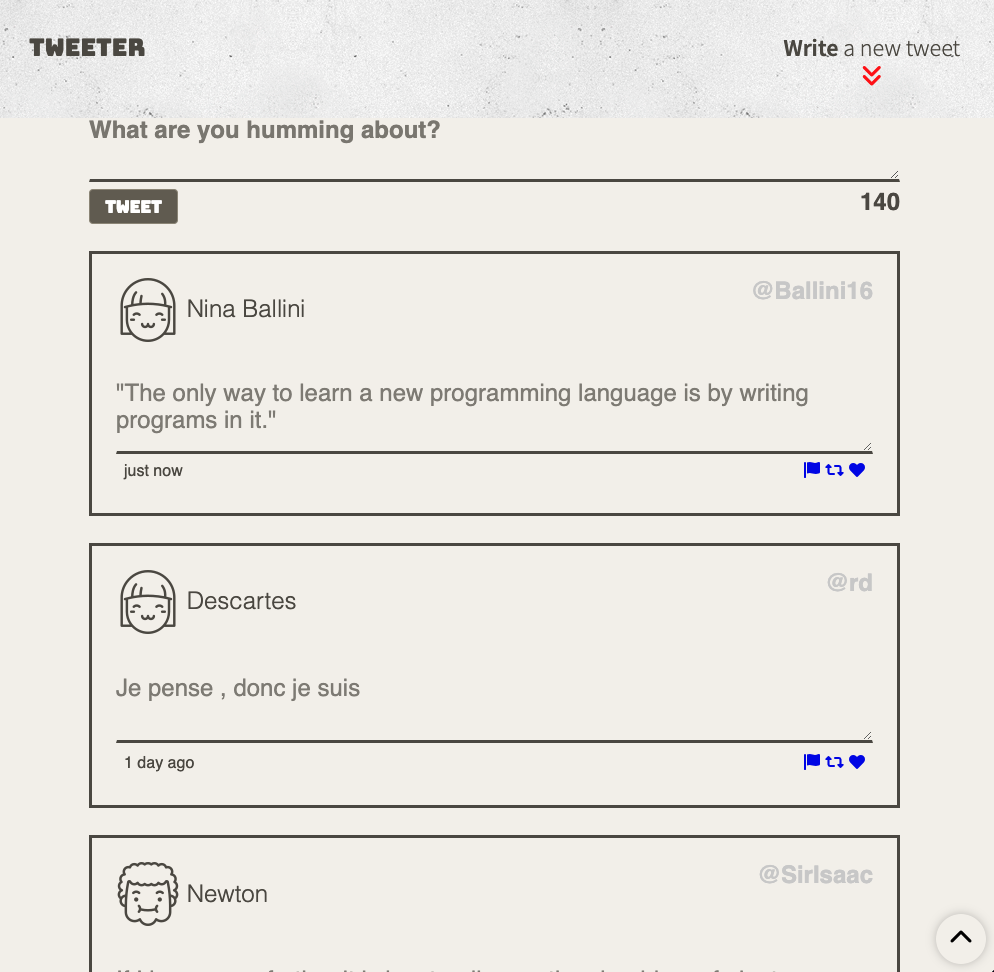 TWEETER
Write a new tweet
What are you humming about?
TWEET
140
Nina Ballini
@Ballini16
"The only way to learn a new programming language is by writing
programs in it."
just now
Descartes
@rd
Je pense , donc je suis
1 day ago
Newton
@SirIsaac